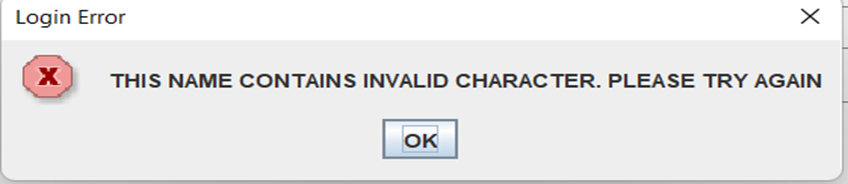 Login Error
THIS NAME CONTAINS INVALID CHARACTER. PLEASE TRY AGAIN
OK